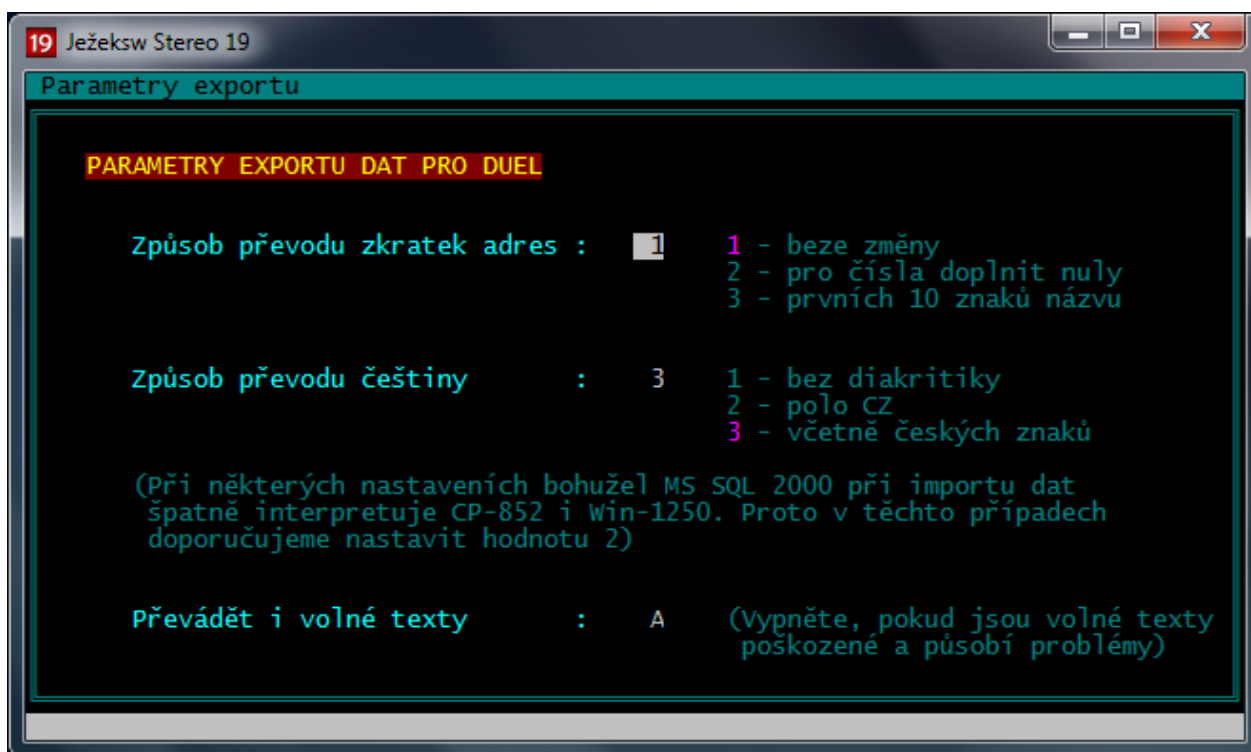 19 Ježeksw Stereo 19
Parametry exportu
PARAMETRY EXPORTU DAT PRO DUEL
Způsob převodu zkratek adres : 1 1 - beze změny
2 - pro čísla doplnit nuly
3 - prvních 10 znaků názvu
Způsob převodu češtiny : 3 1 - bez diakritiky
2 - polo CZ
3 - včetně českých znaků
(Při některých nastaveních bohužel MS SQL 2000 při importu dat
špatně interpretuje CP-852 i Win-1250. Proto v těchto případech
doporučujeme nastavit hodnotu 2)
Převádět i volné texty : A (Vypněte, pokud jsou volné texty
poškozené a působí problémy)